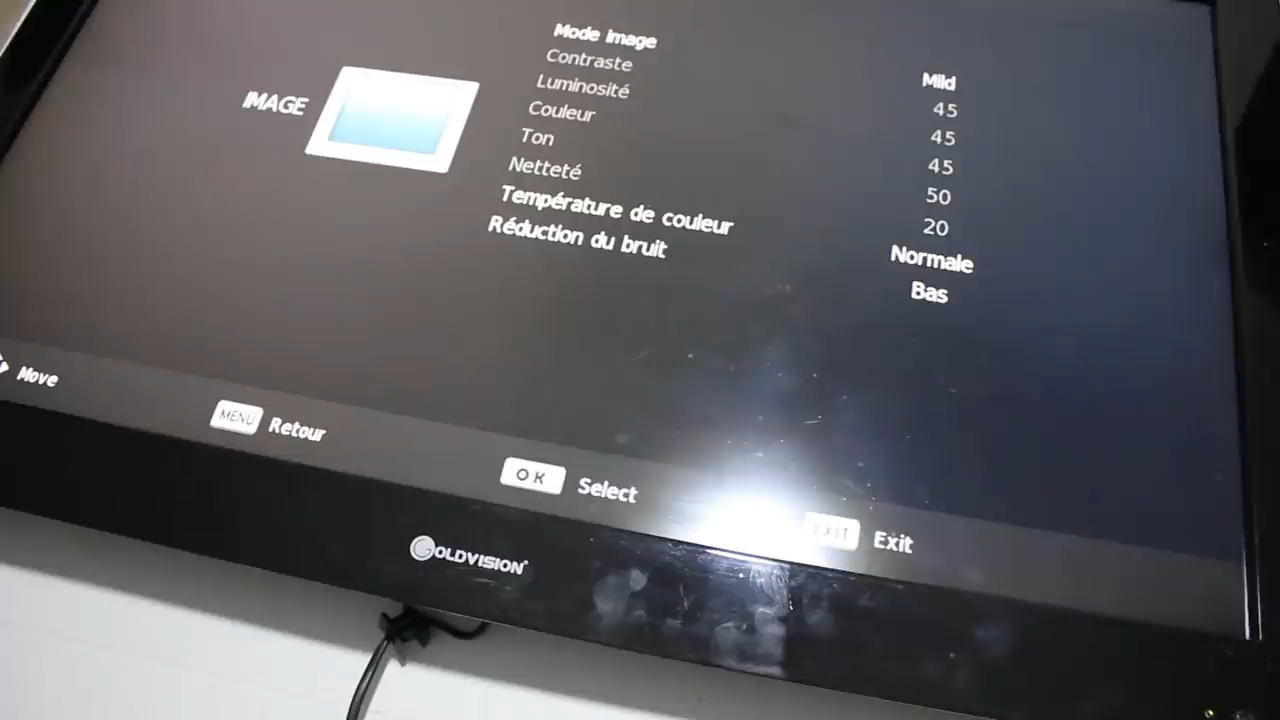 IMAGE
Mode image Mild
Contraste 45
Luminosité 45
Couleur 45
Ton 50
Netteté 20
Température de couleur Normale
Réduction du bruit Bas
Move
MENU Retour
OK Select
EXIT Exit
GOLDVISION